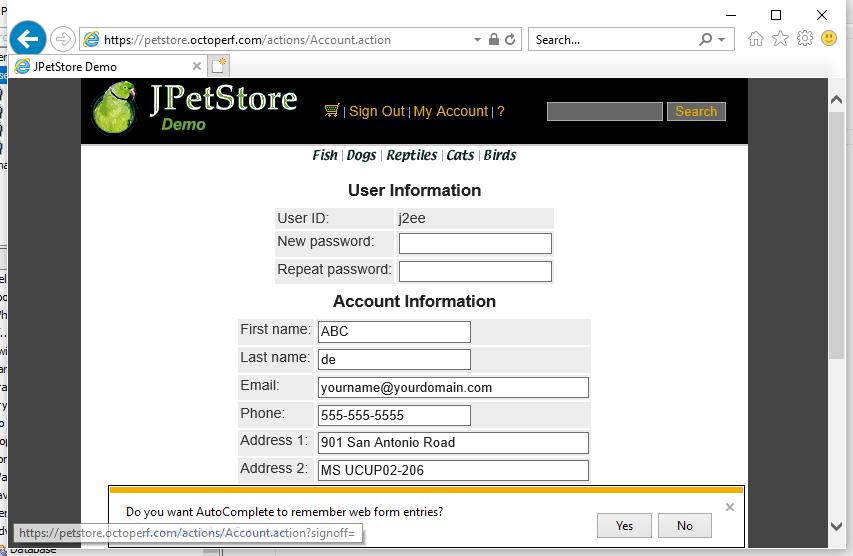 https://petstore.octoperf.com/actions/Account.action
Search...
JPetStore Demo
JPetStore
Demo
| Sign Out | My Account | ?
Search
Fish | Dogs | Reptiles | Cats | Birds
User Information
User ID: j2ee
New password:
Repeat password:
Account Information
First name: ABC
Last name: de
Email: yourname@yourdomain.com
Phone: 555-555-5555
Address 1: 901 San Antonio Road
Address 2: MS UCUP02-206
Do you want AutoComplete to remember web form entries?
Yes No
https://petstore.octoperf.com/actions/Account.action?signoff=
Database